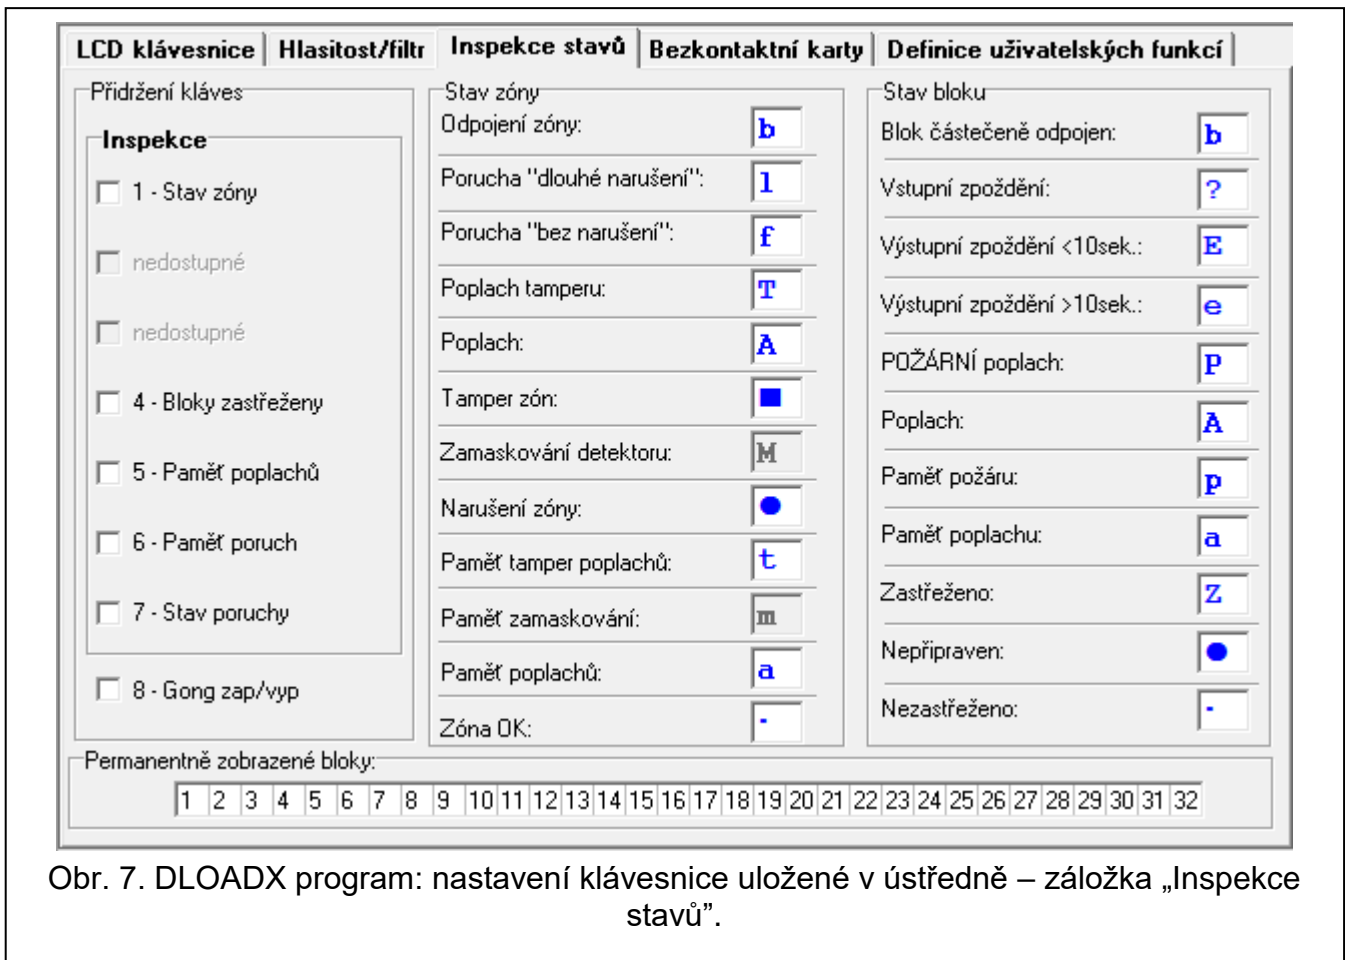 LCD klávesnice Hlasitost/filtr Inspekce stavů Bezkontaktní karty Definice uživatelských funkcí
Přidržení kláves
Inspekce
1 - Stav zóny
nedostupné
nedostupné
4 - Bloky zastřeženy
5 - Paměť poplachů
6 - Paměť poruch
7 - Stav poruchy
8 - Gong zap/vyp
Stav zóny
Odpojení zóny: b
Porucha "dlouhé narušení": l
Porucha "bez narušení": f
Poplach tamperu: T
Poplach: A
Tamper zón: ■
Zamaskování detektoru: M
Narušení zóny: ●
Paměť tamper poplachů: t
Paměť zamaskování: m
Paměť poplachů: a
Zóna OK: ·
Stav bloku
Blok částečeně odpojen: b
Vstupní zpoždění: ?
Výstupní zpoždění <10sek.: E
Výstupní zpoždění >10sek.: e
POŽÁRNÍ poplach: P
Poplach: A
Paměť požáru: p
Paměť poplachu: a
Zastřeženo: Z
Nepřipraven: ●
Nezastřeženo: ·
Permanentně zobrazené bloky:
1 2 3 4 5 6 7 8 9 10 11 12 13 14 15 16 17 18 19 20 21 22 23 24 25 26 27 28 29 30 31 32
Obr. 7. DLOADX program: nastavení klávesnice uložené v ústředně – záložka „Inspekce
stavů”.